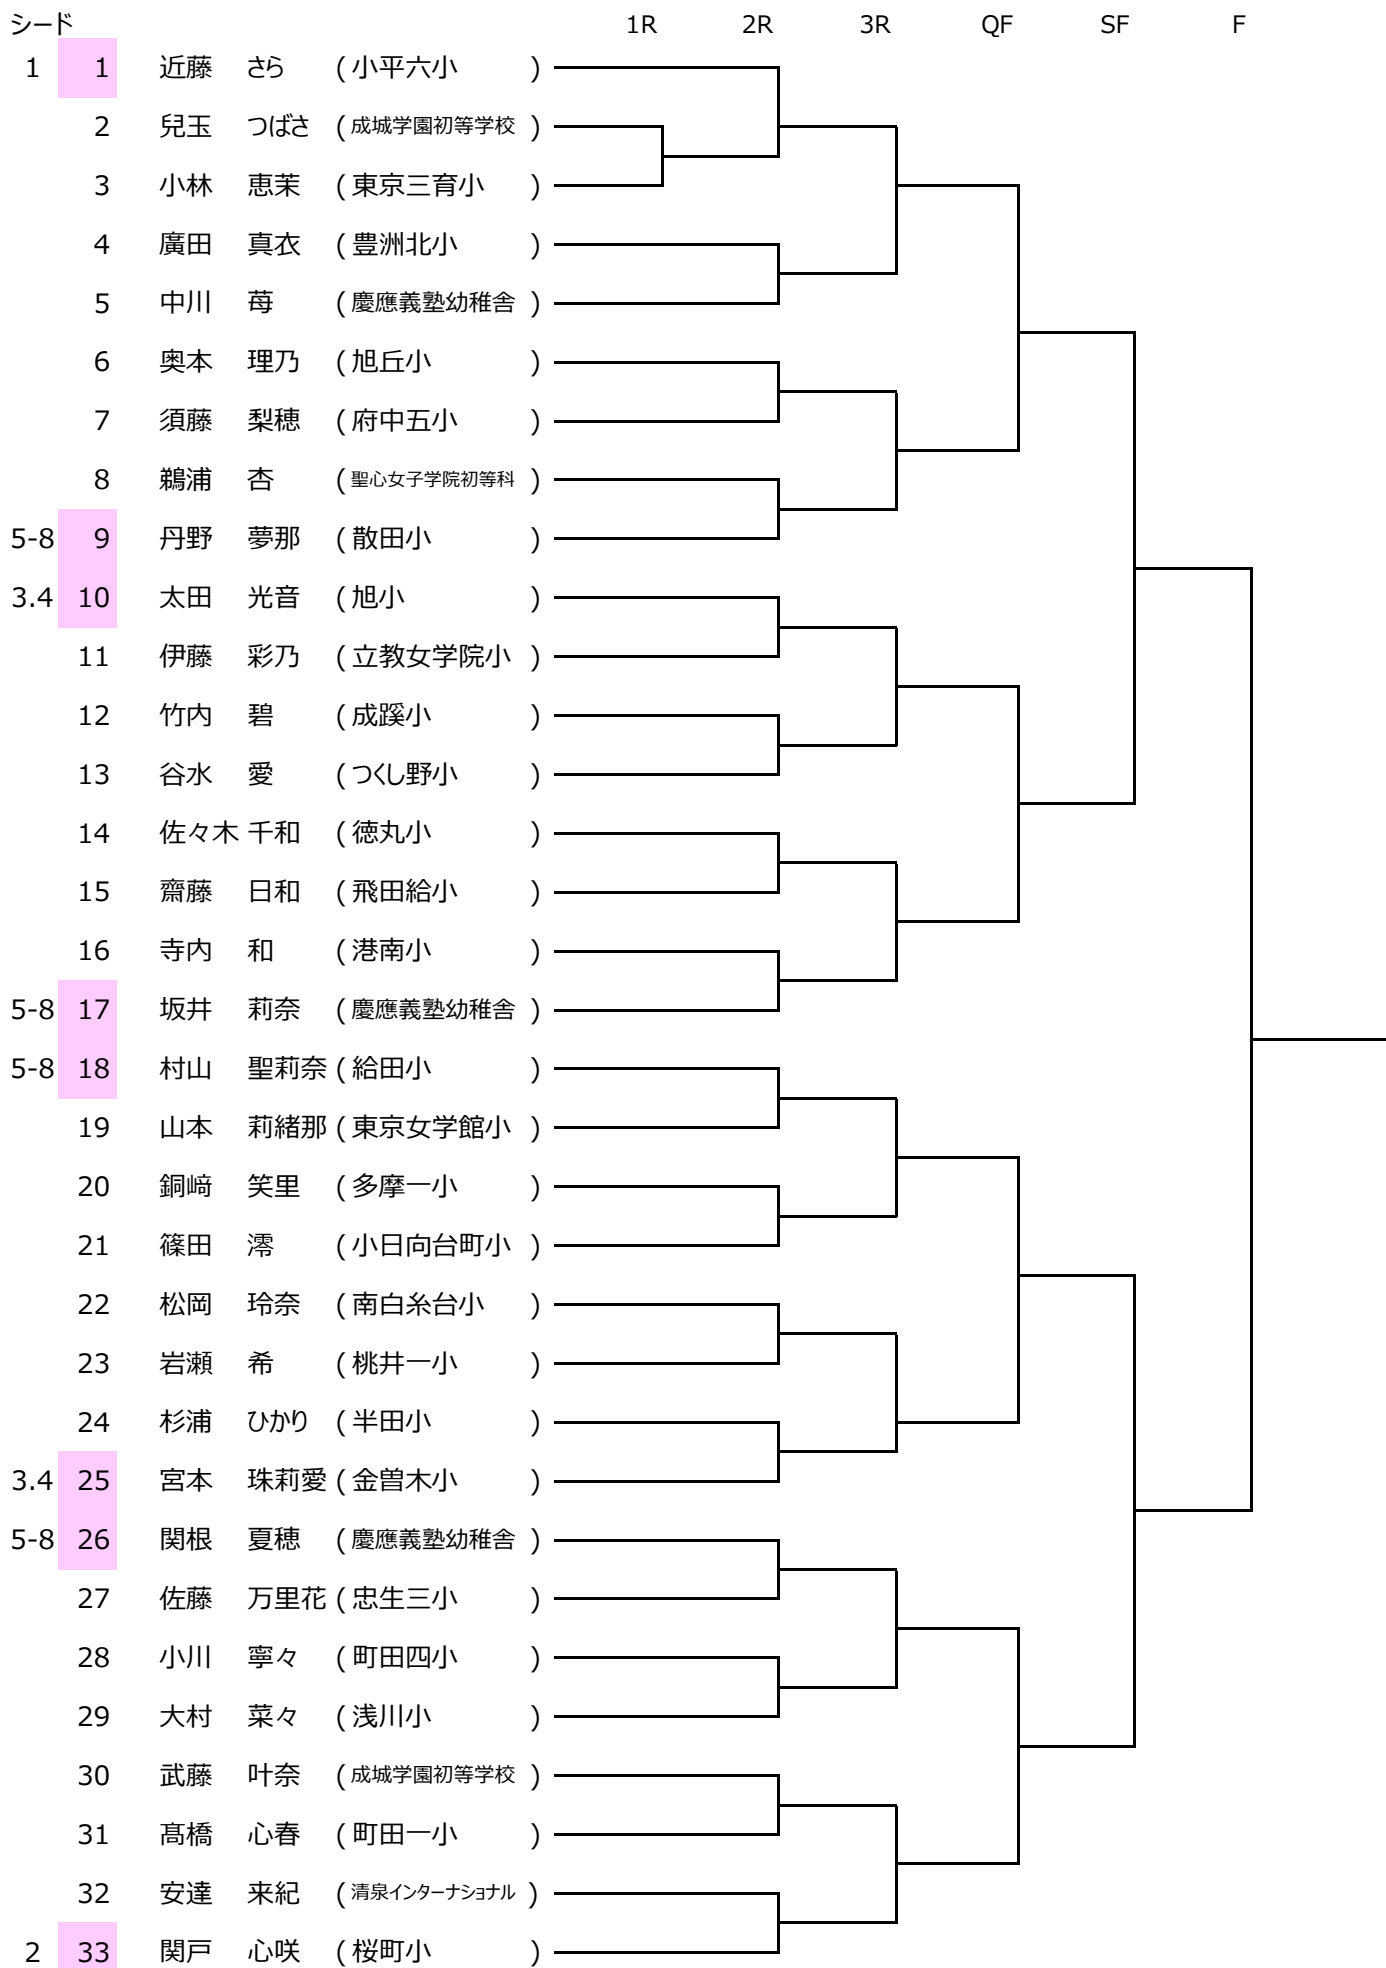 シード 1R 2R 3R QF SF F
1 1 近藤 さら ( 小平六小 )
2 兒玉 つばさ ( 成城学園初等学校 )
3 小林 恵茉 ( 東京三育小 )
4 廣田 真衣 ( 豊洲北小 )
5 中川 苺 ( 慶應義塾幼稚舎 )
6 奥本 理乃 ( 旭丘小 )
7 須藤 梨穂 ( 府中五小 )
8 鵜浦 杏 ( 聖心女子学院初等科 )
5-8 9 丹野 夢那 ( 散田小 )
3.4 10 太田 光音 ( 旭小 )
11 伊藤 彩乃 ( 立教女学院小 )
12 竹内 碧 ( 成蹊小 )
13 谷水 愛 ( つくし野小 )
14 佐々木 千和 ( 徳丸小 )
15 齋藤 日和 ( 飛田給小 )
16 寺内 和 ( 港南小 )
5-8 17 坂井 莉奈 ( 慶應義塾幼稚舎 )
5-8 18 村山 聖莉奈 ( 給田小 )
19 山本 莉緒那 ( 東京女学館小 )
20 銅﨑 笑里 ( 多摩一小 )
21 篠田 澪 ( 小日向台町小 )
22 松岡 玲奈 ( 南白糸台小 )
23 岩瀬 希 ( 桃井一小 )
24 杉浦 ひかり ( 半田小 )
3.4 25 宮本 珠莉愛 ( 金曽木小 )
5-8 26 関根 夏穂 ( 慶應義塾幼稚舎 )
27 佐藤 万里花 ( 忠生三小 )
28 小川 寧々 ( 町田四小 )
29 大村 菜々 ( 浅川小 )
30 武藤 叶奈 ( 成城学園初等学校 )
31 髙橋 心春 ( 町田一小 )
32 安達 来紀 ( 清泉インターナショナル )
2 33 関戸 心咲 ( 桜町小 )